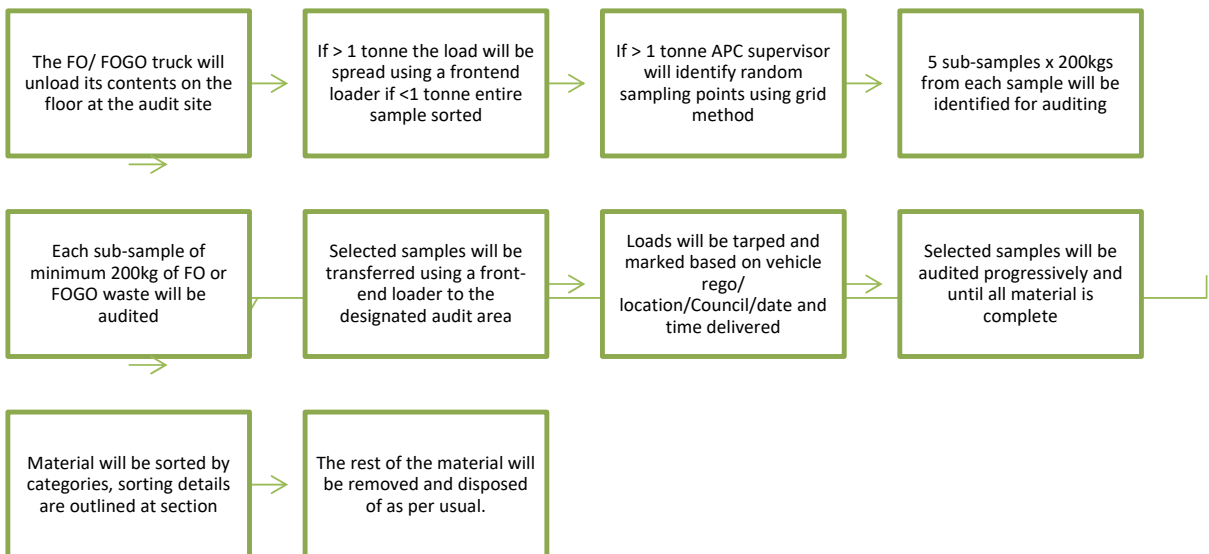 The FO/ FOGO truck will
unload its contents on the
floor at the audit site
If > 1 tonne the load will be
spread using a frontend
loader if <1 tonne entire
sample sorted
If > 1 tonne APC supervisor
will identify random
sampling points using grid
method
5 sub-samples x 200kgs
from each sample will be
identified for auditing
Each sub-sample of
minimum 200kg of FO or
FOGO waste will be
audited
Selected samples will be
transferred using a front-
end loader to the
designated audit area
Loads will be tarped and
marked based on vehicle
rego/
location/Council/date and
time delivered
Selected samples will be
audited progressively and
until all material is
complete
Material will be sorted by
categories, sorting details
are outlined at section
The rest of the material will
be removed and disposed
of as per usual.